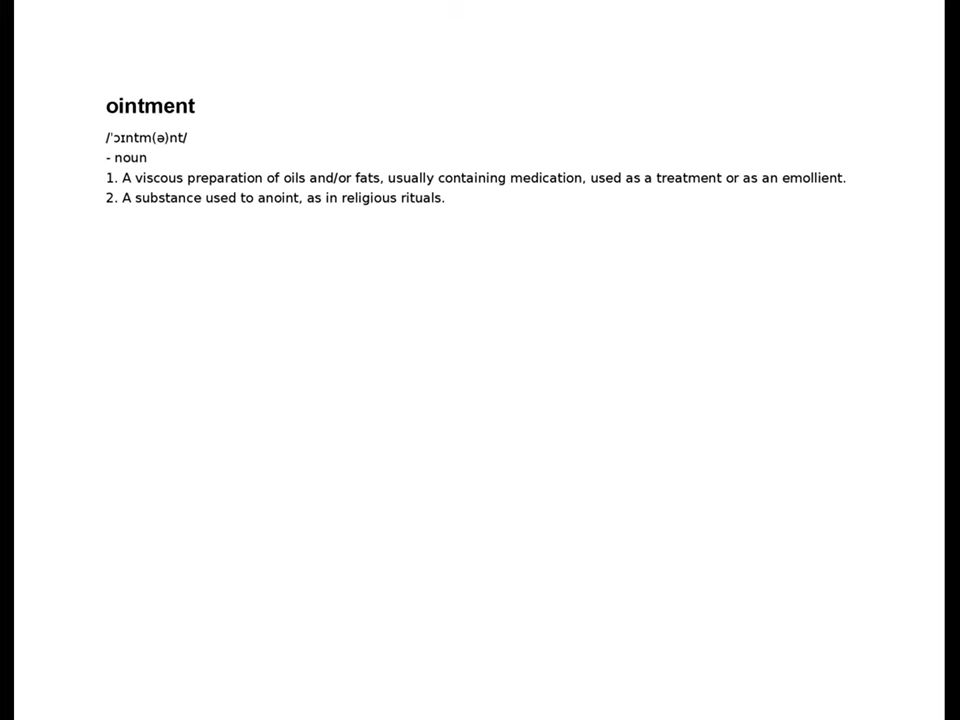 ointment
/ˈɔɪntm(ə)nt/
- noun
1. A viscous preparation of oils and/or fats, usually containing medication, used as a treatment or as an emollient.
2. A substance used to anoint, as in religious rituals.